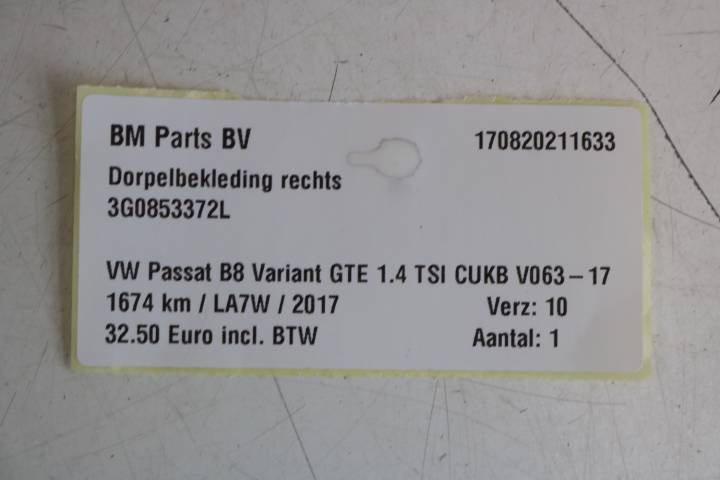 BM Parts BV 170820211633
Dorpelbekleding rechts
3G0853372L
VW Passat B8 Variant GTE 1.4 TSI CUKB V063-17
1674 km / LA7W / 2017 Verz: 10
32.50 Euro incl. BTW Aantal: 1